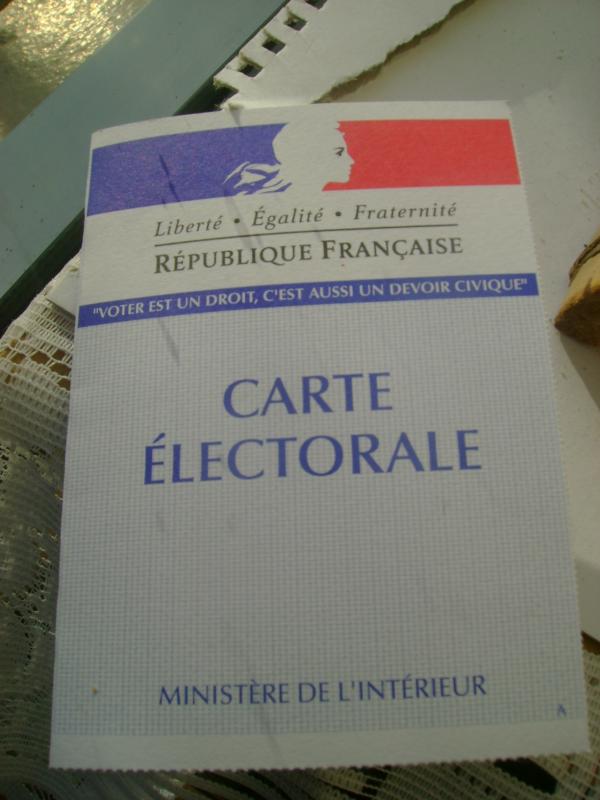 Liberté • Égalité • Fraternité
RÉPUBLIQUE FRANÇAISE
"VOTER EST UN DROIT, C'EST AUSSI UN DEVOIR CIVIQUE"
CARTE
ÉLECTORALE
MINISTÈRE DE L'INTÉRIEUR
A